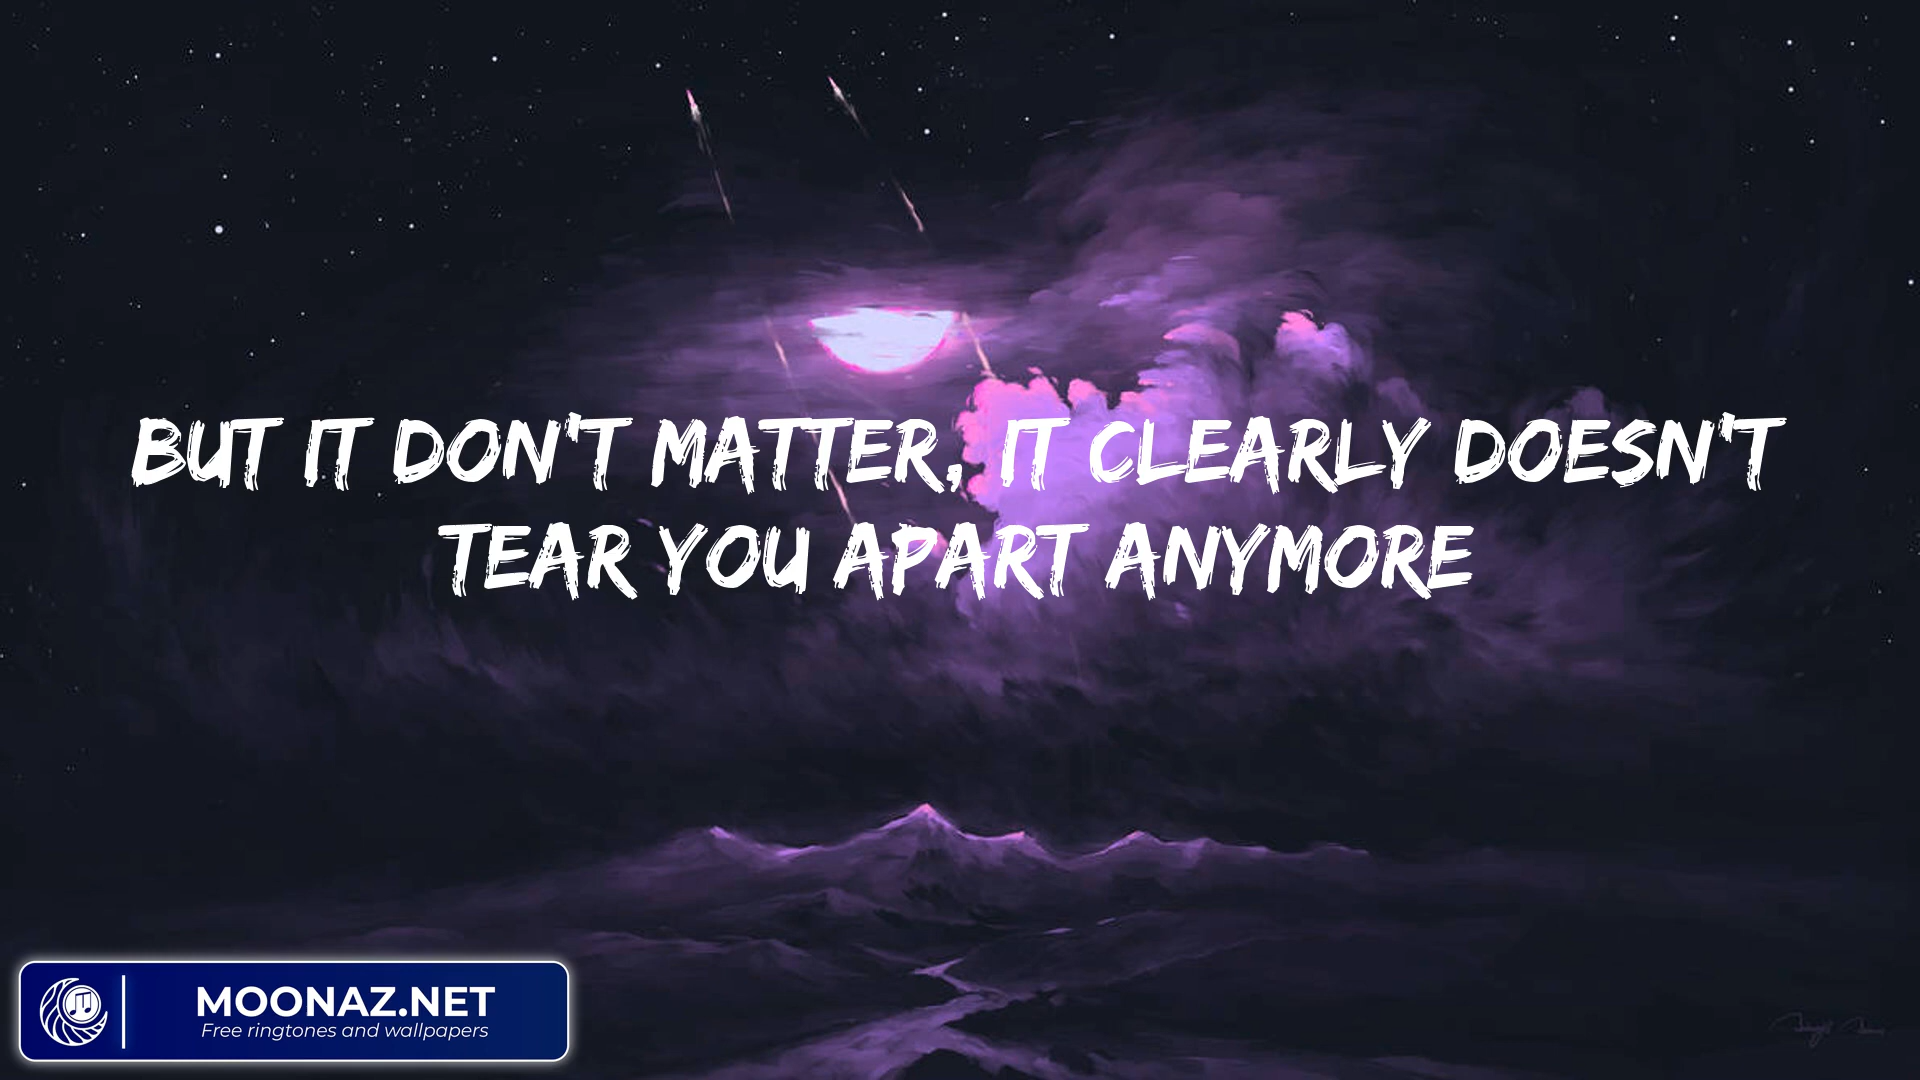 BUT IT DON'T MATTER, IT CLEARLY DOESN'T
TEAR YOU APART ANYMORE
MOONAZ.NET
Free ringtones and wallpapers